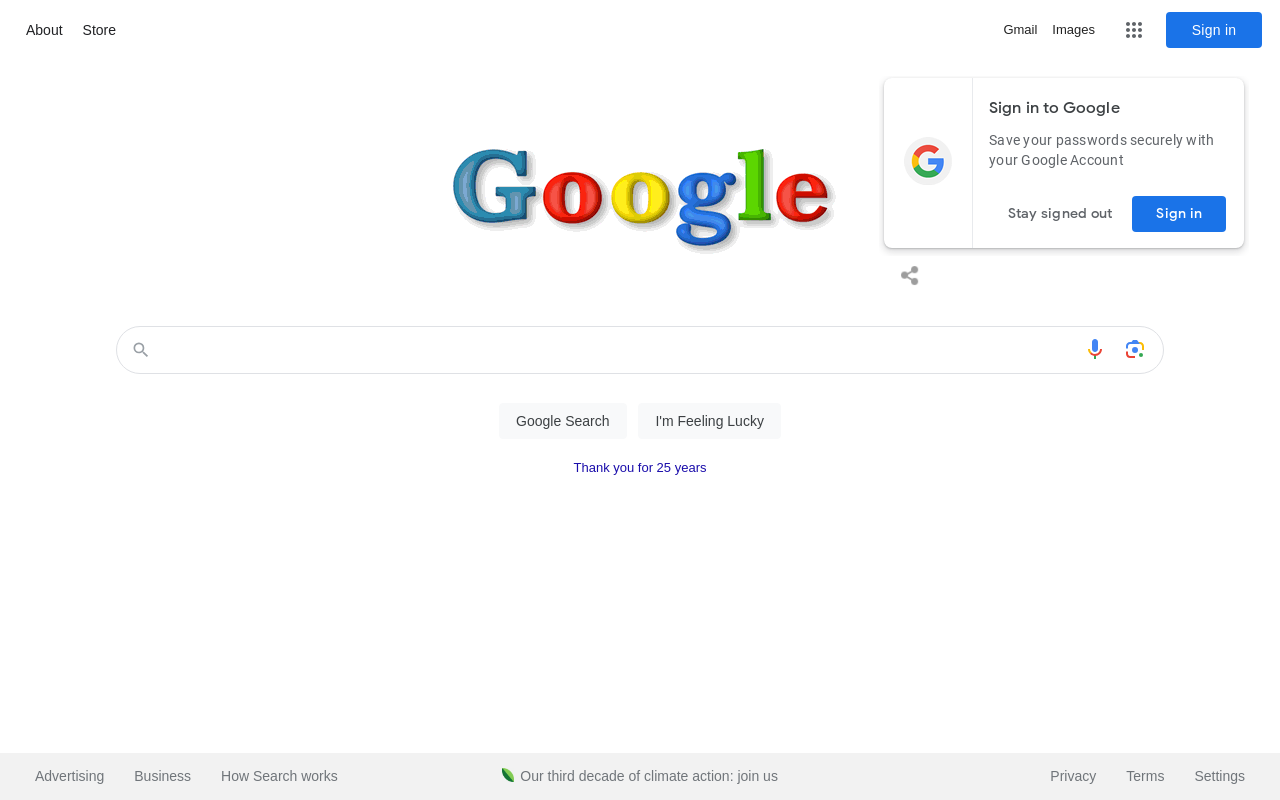 About Store
Gmail Images
Sign in
Google
Sign in to Google
Save your passwords securely with
your Google Account
Stay signed out
Sign in
Google Search
I'm Feeling Lucky
Thank you for 25 years
Advertising Business How Search works
Our third decade of climate action: join us
Privacy Terms Settings